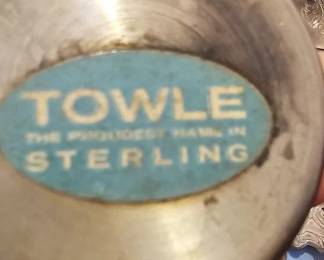 TOWLE
THE PROUDEST NAME IN
STERLING